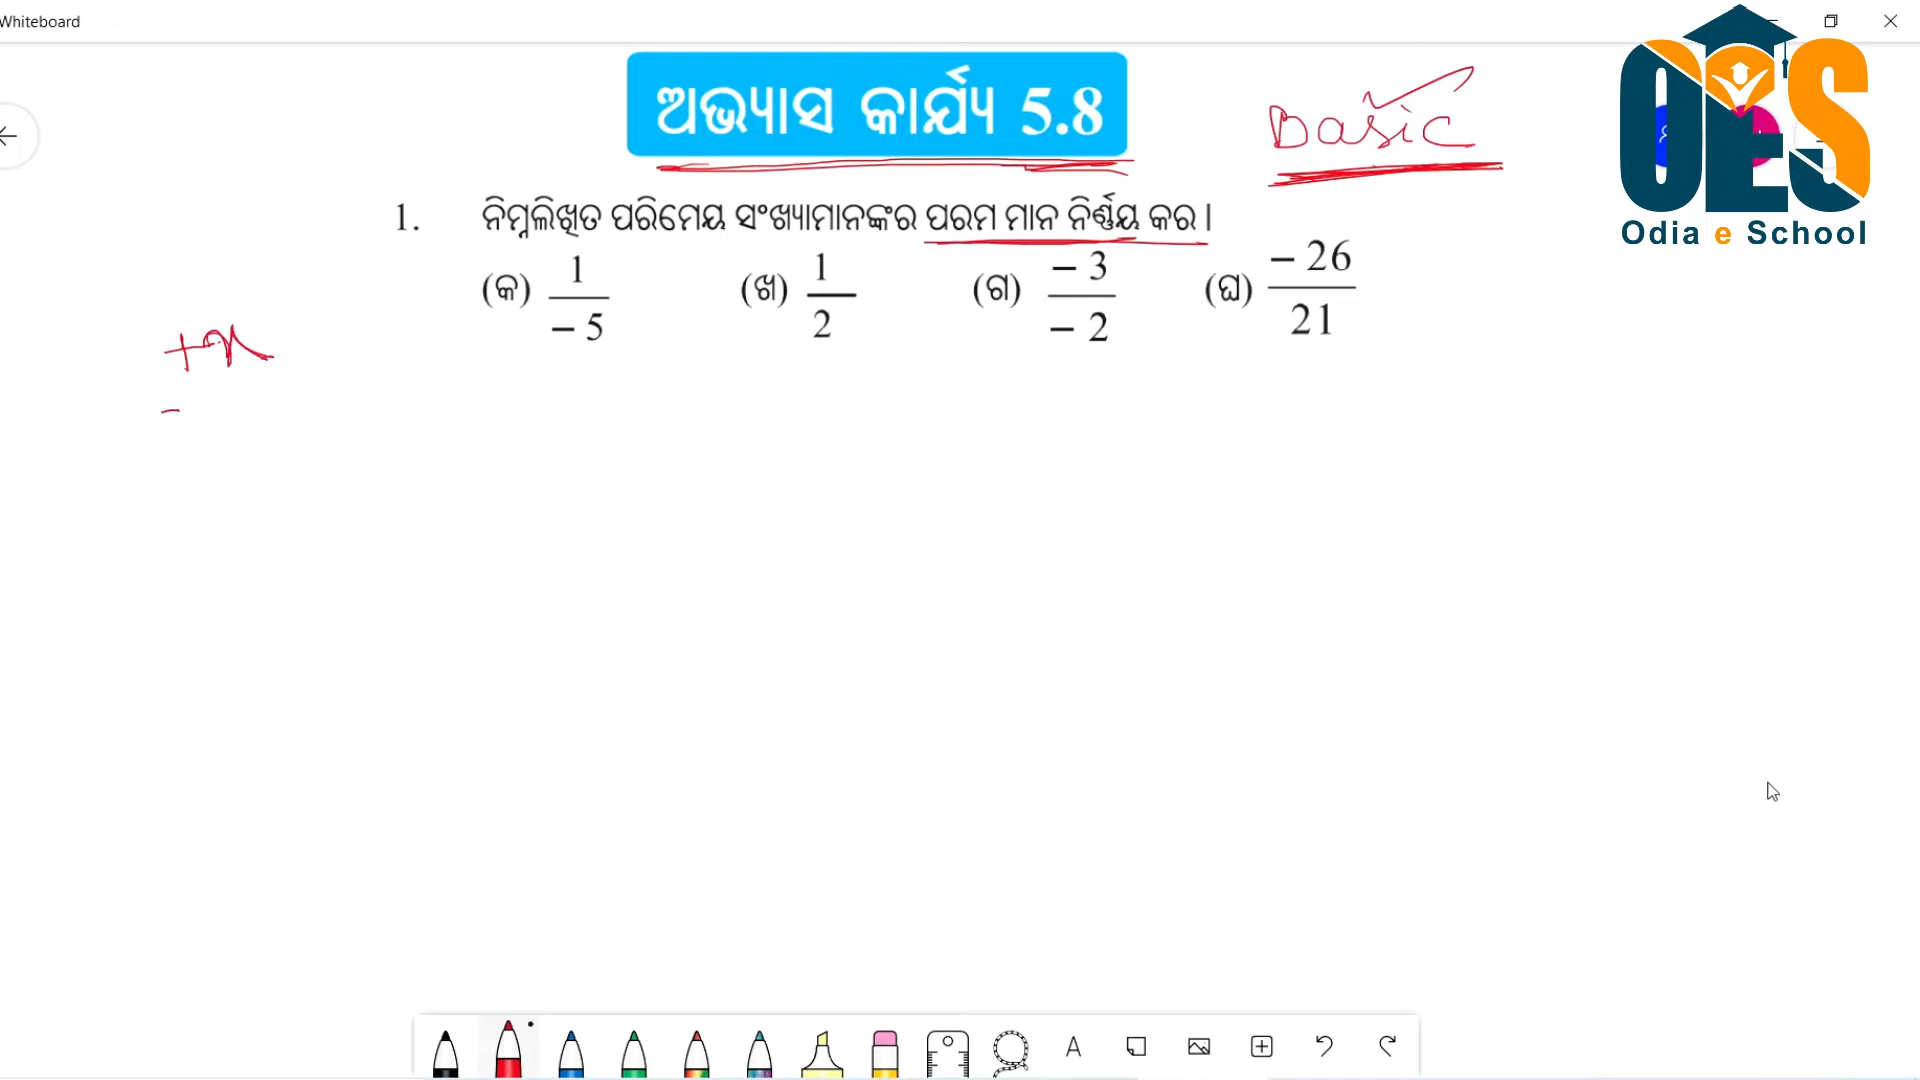 Whiteboard
ଅଭ୍ୟାସ କାର୍ଯ୍ୟ 5.8
Basic
OES
Odia e School
1. ନିମ୍ନଲିଖିତ ପରିମେୟ ସଂଖ୍ୟାମାନଙ୍କର ପରମ ମାନ ନିର୍ଣ୍ଣୟ କର।
(କ) 1/-5 (ଖ) 1/2 (ଗ) -3/-2 (ଘ) -26/21
+x
-
A